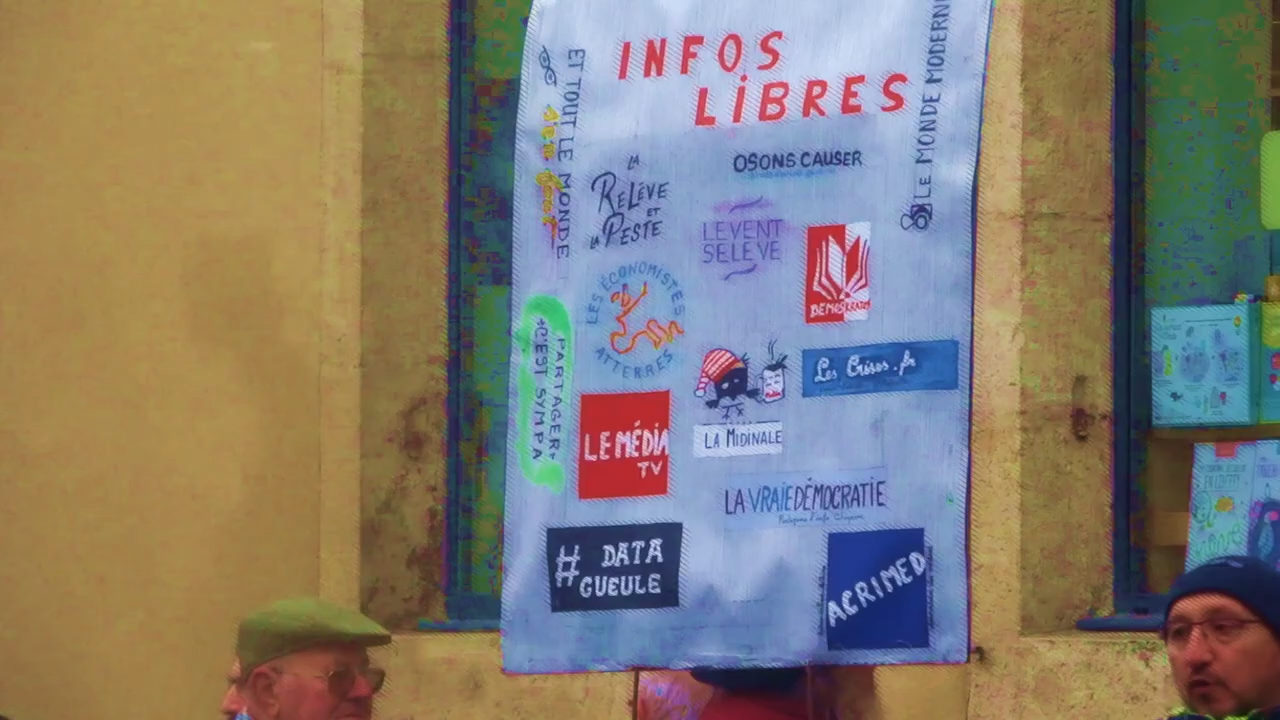 INFOS
LIBRES
ET TOUT LE MONDE
LE MONDE MODERNE
OSONS CAUSER
LA
RELÈVE
ET
LA PESTE
LE VENT
SE LÈVE
DEMOSKRATOS
LES ÉCONOMISTES
ATTERRÉS
Les Crises.fr
PARTAGER
C'EST SYMPA
LE MÉDIA
TV
LA MIDINALE
LA VRAIE DÉMOCRATIE
# DATA
GUEULE
ACRIMED